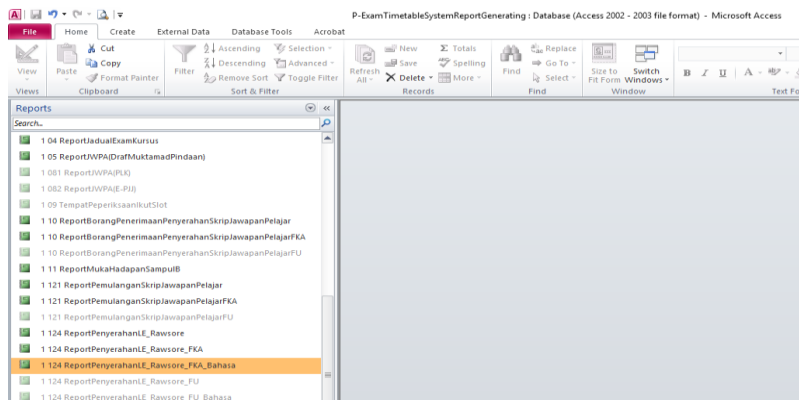 P-ExamTimetableSystemReportGenerating : Database (Access 2002 - 2003 file format) - Microsoft Access
File Home Create External Data Database Tools Acrobat
View
Views
Paste
Cut
Copy
Format Painter
Clipboard
Filter
Ascending
Descending
Remove Sort
Selection
Advanced
Toggle Filter
Sort & Filter
Refresh All
New
Save
Delete
Totals
Spelling
More
Records
Find
Replace
Go To
Select
Find
Size to Fit Form
Switch Windows
Window
B I U A
Text Fo
Reports
Search...
1 04 ReportJadualExamKursus
1 05 ReportJWPA(DrafMuktamadPindaan)
1 081 ReportJWPA(PLK)
1 082 ReportJWPA(E-PJJ)
1 09 TempatPeperiksaanIkutSlot
1 10 ReportBorangPenerimaanPenyerahanSkripJawapanPelajar
1 10 ReportBorangPenerimaanPenyerahanSkripJawapanPelajarFKA
1 10 ReportBorangPenerimaanPenyerahanSkripJawapanPelajarFU
1 11 ReportMukaHadapanSampulB
1 121 ReportPemulanganSkripJawapanPelajar
1 121 ReportPemulanganSkripJawapanPelajarFKA
1 121 ReportPemulanganSkripJawapanPelajarFU
1 124 ReportPenyerahanLE_Rawsore
1 124 ReportPenyerahanLE_Rawsore_FKA
1 124 ReportPenyerahanLE_Rawsore_FKA_Bahasa
1 124 ReportPenyerahanLE_Rawsore_FU
1 124 ReportPenyerahanLE_Rawsore_FU_Bahasa